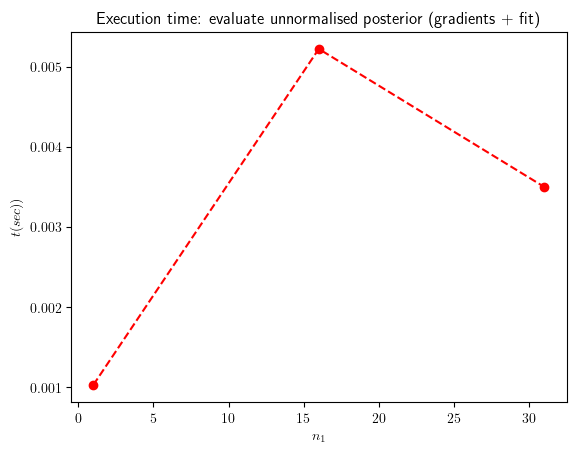 Execution time: evaluate unnormalised posterior (gradients + fit)
0.005
0.004
0.003
0.002
0.001
t(sec))
0 5 10 15 20 25 30
n₁